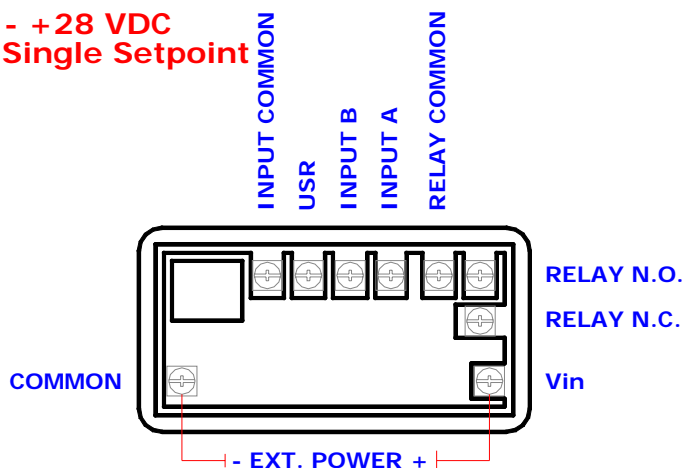 - +28 VDC
Single Setpoint
INPUT COMMON
USR
INPUT B
INPUT A
RELAY COMMON
RELAY N.O.
RELAY N.C.
COMMON
Vin
- EXT. POWER +